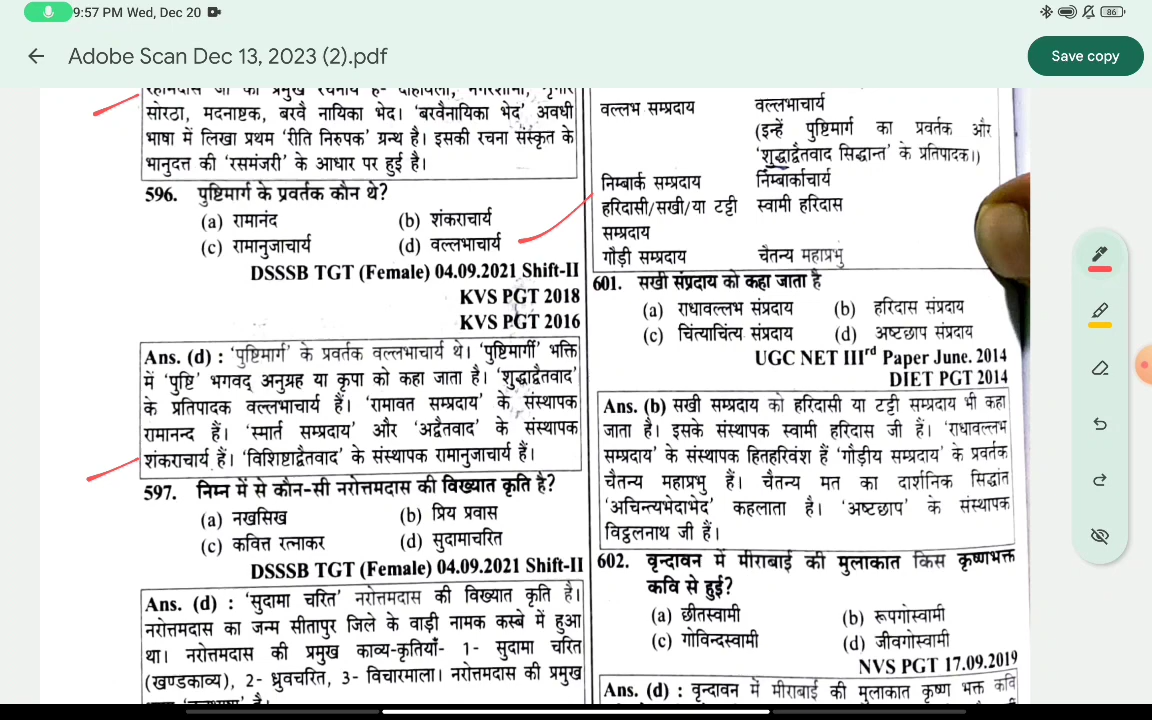 9:57 PM Wed, Dec 20
86
Adobe Scan Dec 13, 2023 (2).pdf
Save copy
सोरठा, मदनाष्टक, बरवै नायिका भेद। 'बरवैनायिका भेद' अवधी
भाषा में लिखा प्रथम 'रीति निरुपक' ग्रन्थ है। इसकी रचना संस्कृत के
भानुदत्त की 'रसमंजरी' के आधार पर हुई है।
596. पुष्टिमार्ग के प्रवर्तक कौन थे?
(a) रामानंद (b) शंकराचार्य
(c) रामानुजाचार्य (d) वल्लभाचार्य
DSSSB TGT (Female) 04.09.2021 Shift-II
KVS PGT 2018
KVS PGT 2016
Ans. (d) : 'पुष्टिमार्ग' के प्रवर्तक वल्लभाचार्य थे। 'पुष्टिमार्गी' भक्ति
में 'पुष्टि' भगवद् अनुग्रह या कृपा को कहा जाता है। 'शुद्धाद्वैतवाद'
के प्रतिपादक वल्लभाचार्य हैं। 'रामावत सम्प्रदाय' के संस्थापक
रामानन्द हैं। 'स्मार्त सम्प्रदाय' और 'अद्वैतवाद' के संस्थापक
शंकराचार्य हैं। 'विशिष्टाद्वैतवाद' के संस्थापक रामानुजाचार्य हैं।
597. निम्न में से कौन-सी नरोत्तमदास की विख्यात कृति है?
(a) नखसिख (b) प्रिय प्रवास
(c) कवित्त रत्नाकर (d) सुदामाचरित
DSSSB TGT (Female) 04.09.2021 Shift-II
Ans. (d) : 'सुदामा चरित' नरोत्तमदास की विख्यात कृति है।
नरोत्तमदास का जन्म सीतापुर जिले के वाड़ी नामक कस्बे में हुआ
था। नरोत्तमदास की प्रमुख काव्य-कृतियाँ- 1- सुदामा चरित
(खण्डकाव्य), 2- ध्रुवचरित, 3- विचारमाला। नरोत्तमदास की प्रमुख
वल्लभ सम्प्रदाय वल्लभाचार्य
(इन्हें पुष्टिमार्ग का प्रवर्तक और
'शुद्धाद्वैतवाद सिद्धान्त' के प्रतिपादक।)
निम्बार्क सम्प्रदाय निंम्बार्काचार्य
हरिदासी/सखी/या टट्टी स्वामी हरिदास
सम्प्रदाय
गौड़ी सम्प्रदाय चैतन्य महाप्रभु
601. सखी संप्रदाय को कहा जाता है
(a) राधावल्लभ संप्रदाय (b) हरिदास संप्रदाय
(c) चिंत्याचिंत्य संप्रदाय (d) अष्टछाप संप्रदाय
UGC NET IIIrd Paper June. 2014
DIET PGT 2014
Ans. (b) सखी सम्प्रदाय को हरिदासी या टट्टी सम्प्रदाय भी कहा
जाता है। इसके संस्थापक स्वामी हरिदास जी हैं। 'राधावल्लभ
सम्प्रदाय' के संस्थापक हितहरिवंश हैं 'गौड़ीय सम्प्रदाय' के प्रवर्तक
चैतन्य महाप्रभु हैं। चैतन्य मत का दार्शनिक सिद्धांत
'अचिन्त्यभेदाभेद' कहलाता है। 'अष्टछाप' के संस्थापक
विट्ठलनाथ जी हैं।
602. वृन्दावन में मीराबाई की मुलाकात किस कृष्णभक्त
कवि से हुई?
(a) छीतस्वामी (b) रूपगोस्वामी
(c) गोविन्दस्वामी (d) जीवगोस्वामी
NVS PGT 17.09.2019
Ans. (d) : वृन्दावन में मीराबाई की मुलाकात कृष्ण भक्त कवि